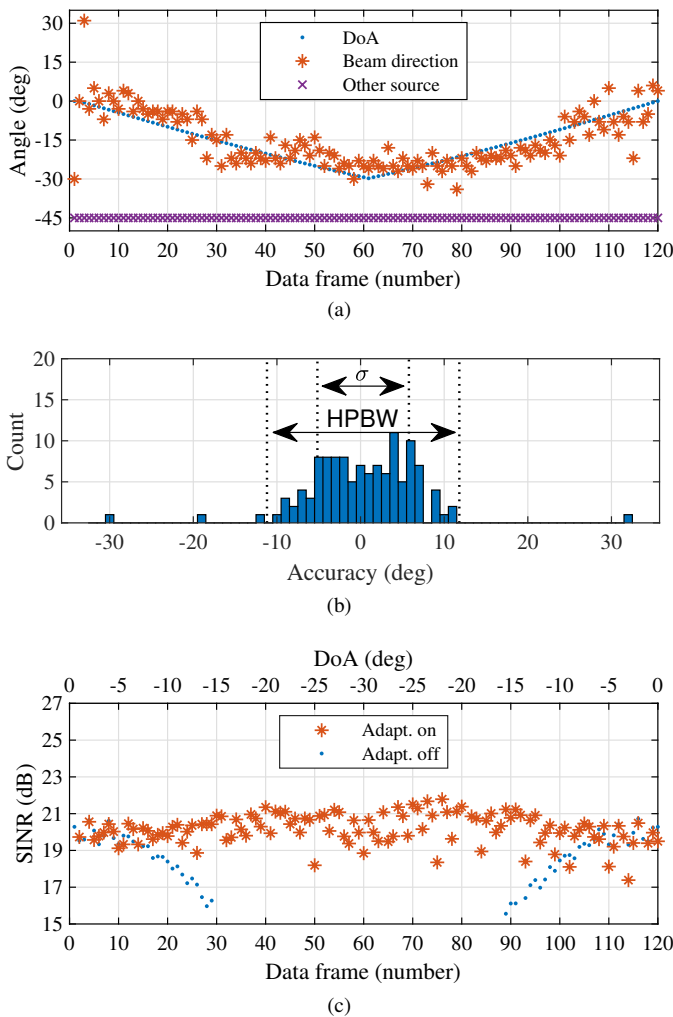 30
15
0
-15
-30
-45
Angle (deg)
DoA
Beam direction
Other source
0 10 20 30 40 50 60 70 80 90 100 110 120
Data frame (number)
(a)
20
15
10
5
0
Count
σ
HPBW
-30 -20 -10 0 10 20 30
Accuracy (deg)
(b)
DoA (deg)
0 -5 -10 -15 -20 -25 -30 -25 -20 -15 -10 -5 0
27
25
23
21
19
17
15
SINR (dB)
Adapt. on
Adapt. off
0 10 20 30 40 50 60 70 80 90 100 110 120
Data frame (number)
(c)